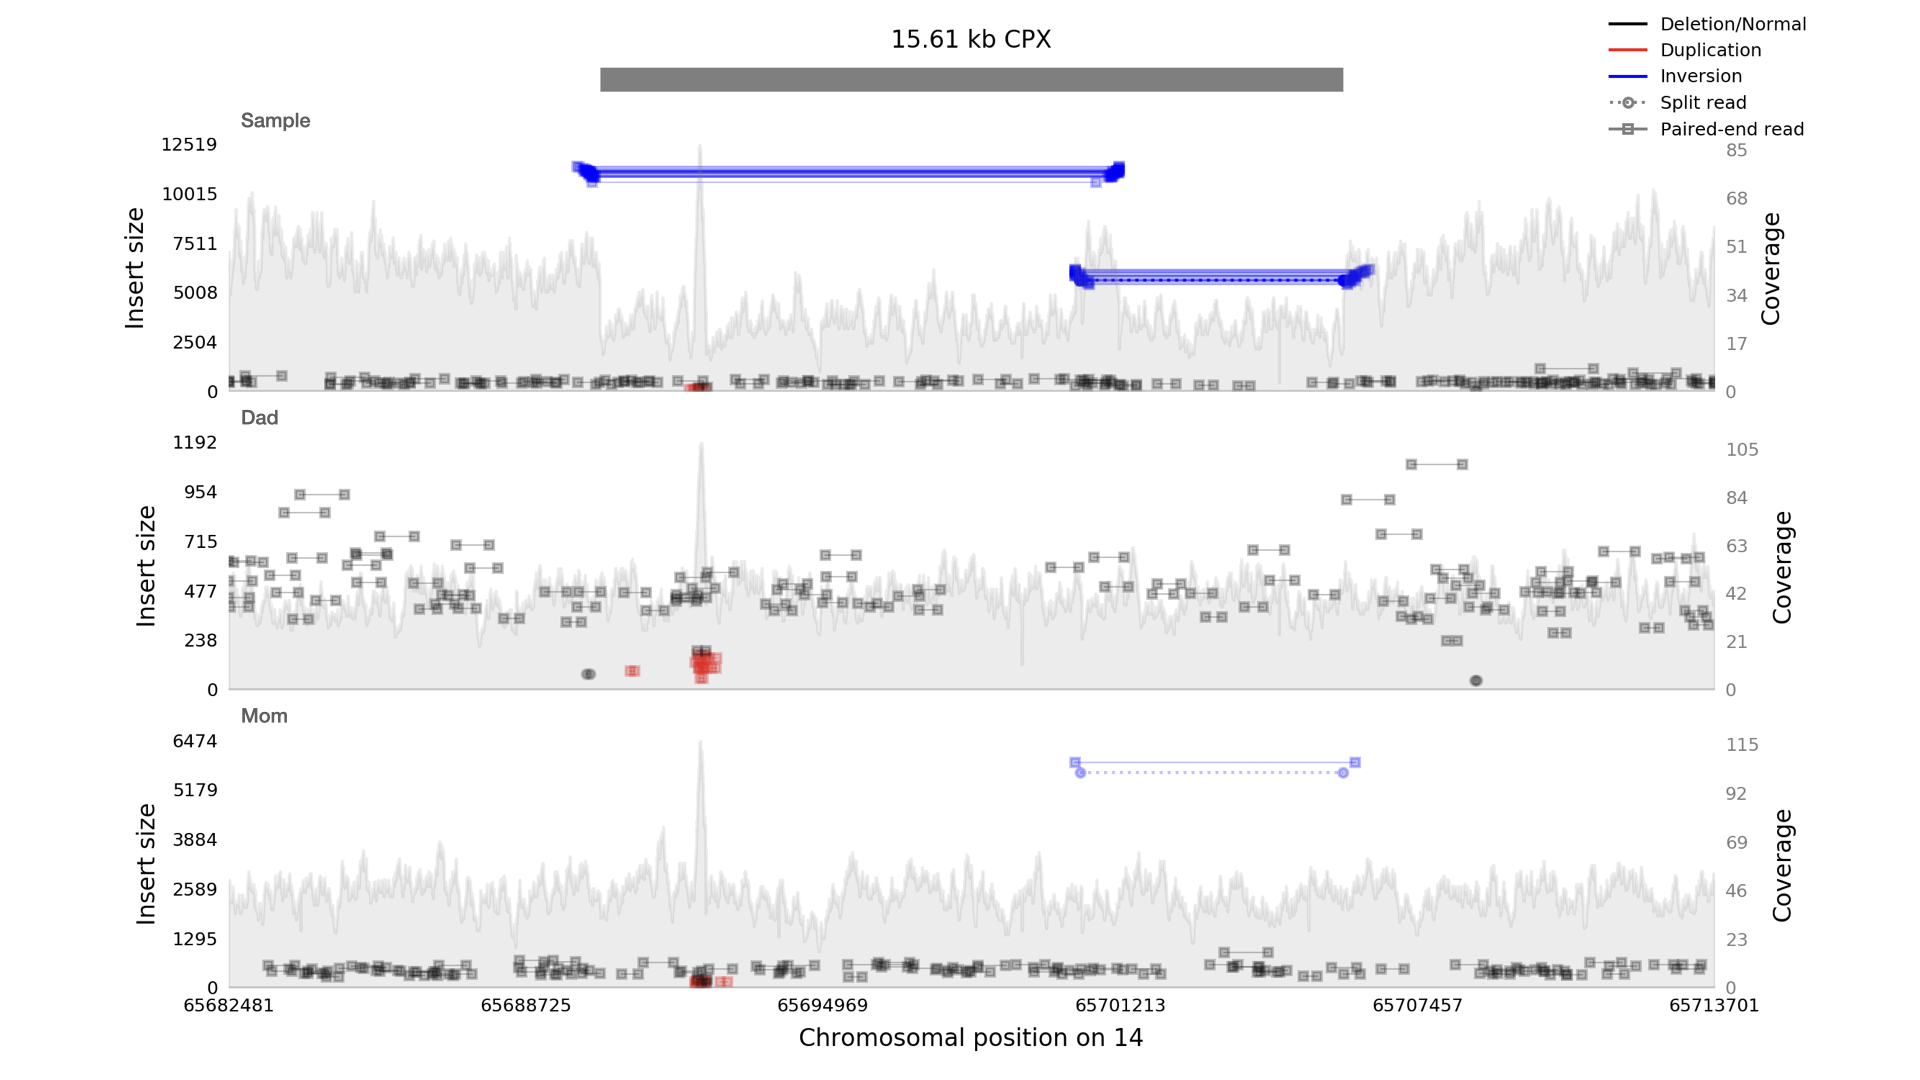 15.61 kb CPX
Deletion/Normal
Duplication
Inversion
Split read
Paired-end read
Sample
12519
10015
7511
5008
2504
0
Insert size
85
68
51
34
17
0
Coverage
Dad
1192
954
715
477
238
0
Insert size
105
84
63
42
21
0
Coverage
Mom
6474
5179
3884
2589
1295
0
Insert size
115
92
69
46
23
0
Coverage
65682481 65688725 65694969 65701213 65707457 65713701
Chromosomal position on 14